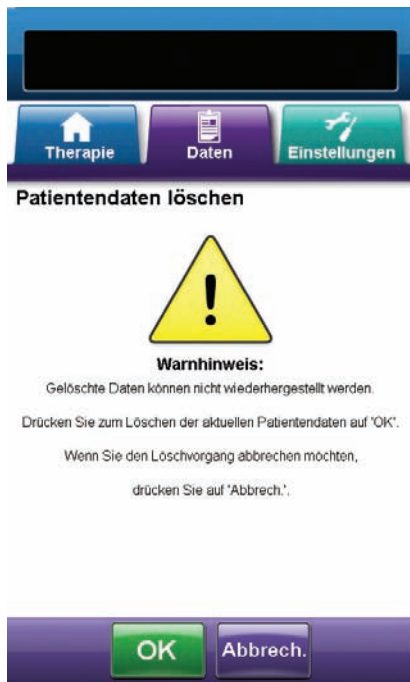 Therapie Daten Einstellungen
Patientendaten löschen
!
Warnhinweis:
Gelöschte Daten können nicht wiederhergestellt werden.
Drücken Sie zum Löschen der aktuellen Patientendaten auf 'OK'.
Wenn Sie den Löschvorgang abbrechen möchten,
drücken Sie auf 'Abbrech.'.
OK Abbrech.